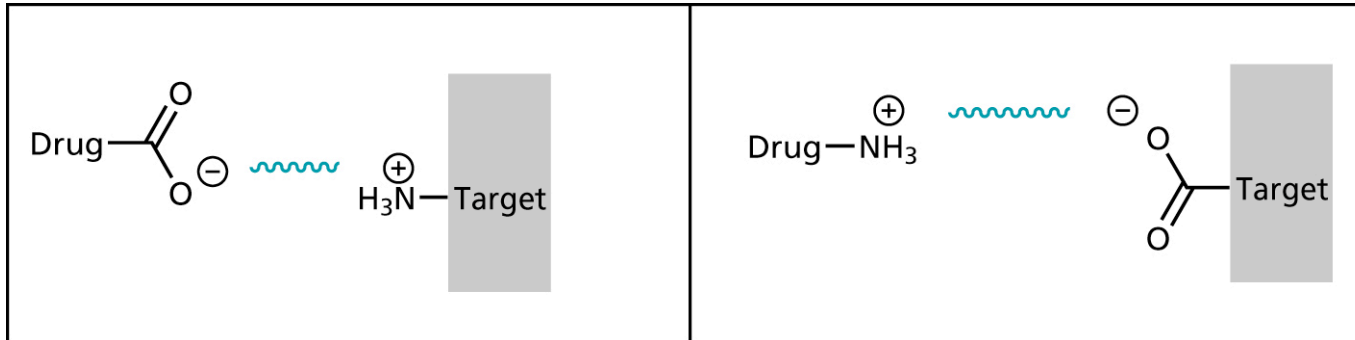 O
Drug
O ⊖
⊕
H₃N
Target
⊕
Drug
NH₃
⊖
O
Target
O